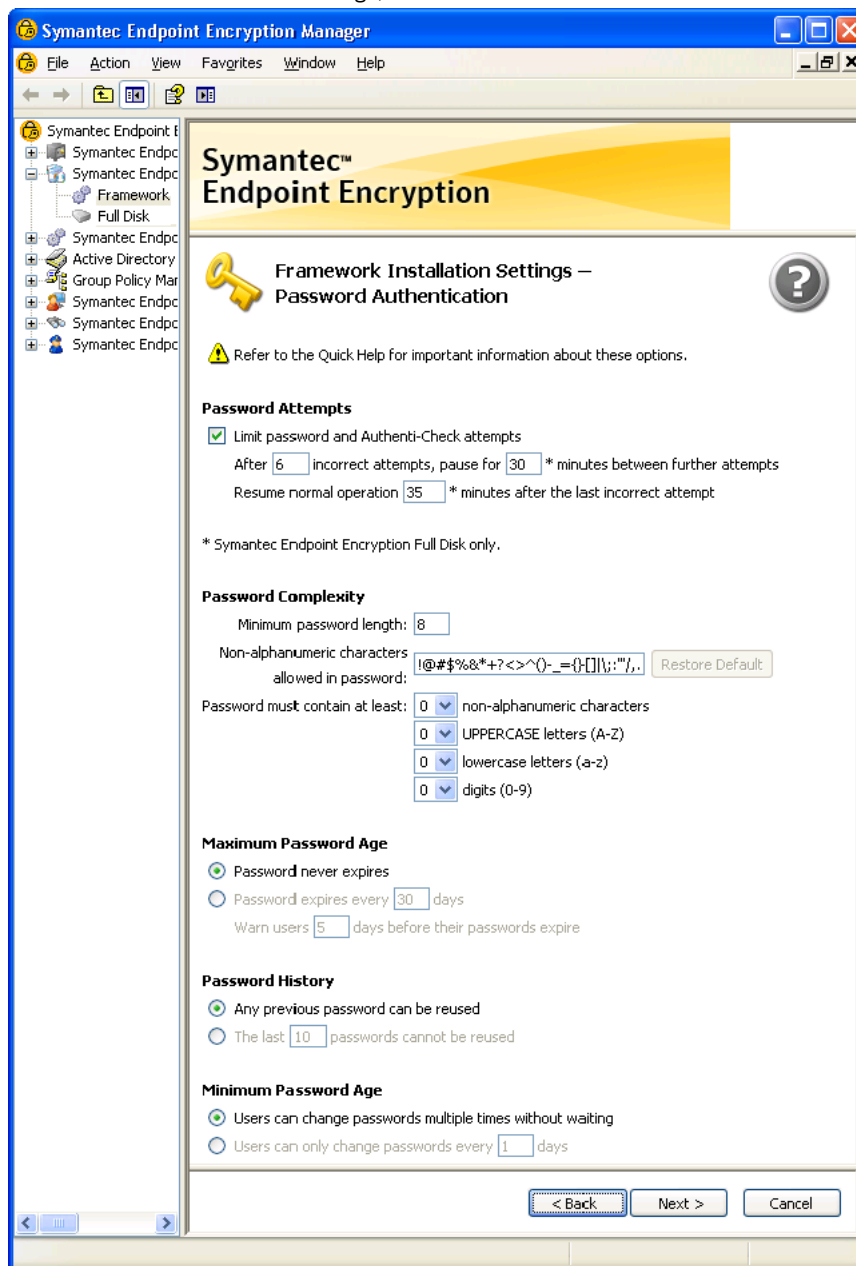 Symantec Endpoint Encryption Manager
File Action View Favorites Window Help
Symantec Endpoint E
Symantec Endpc
Symantec Endpc
Framework
Full Disk
Symantec Endpc
Active Directory
Group Policy Mar
Symantec Endpc
Symantec Endpc
Symantec Endpc
Symantec™
Endpoint Encryption
Framework Installation Settings –
Password Authentication
Refer to the Quick Help for important information about these options.
Password Attempts
Limit password and Authenti-Check attempts
After 6 incorrect attempts, pause for 30 * minutes between further attempts
Resume normal operation 35 * minutes after the last incorrect attempt
* Symantec Endpoint Encryption Full Disk only.
Password Complexity
Minimum password length: 8
Non-alphanumeric characters
allowed in password: !@#$%&*+?<>^()-_={}-[]|\;:'"/,. Restore Default
Password must contain at least: 0 non-alphanumeric characters
0 UPPERCASE letters (A-Z)
0 lowercase letters (a-z)
0 digits (0-9)
Maximum Password Age
Password never expires
Password expires every 30 days
Warn users 5 days before their passwords expire
Password History
Any previous password can be reused
The last 10 passwords cannot be reused
Minimum Password Age
Users can change passwords multiple times without waiting
Users can only change passwords every 1 days
< Back Next > Cancel